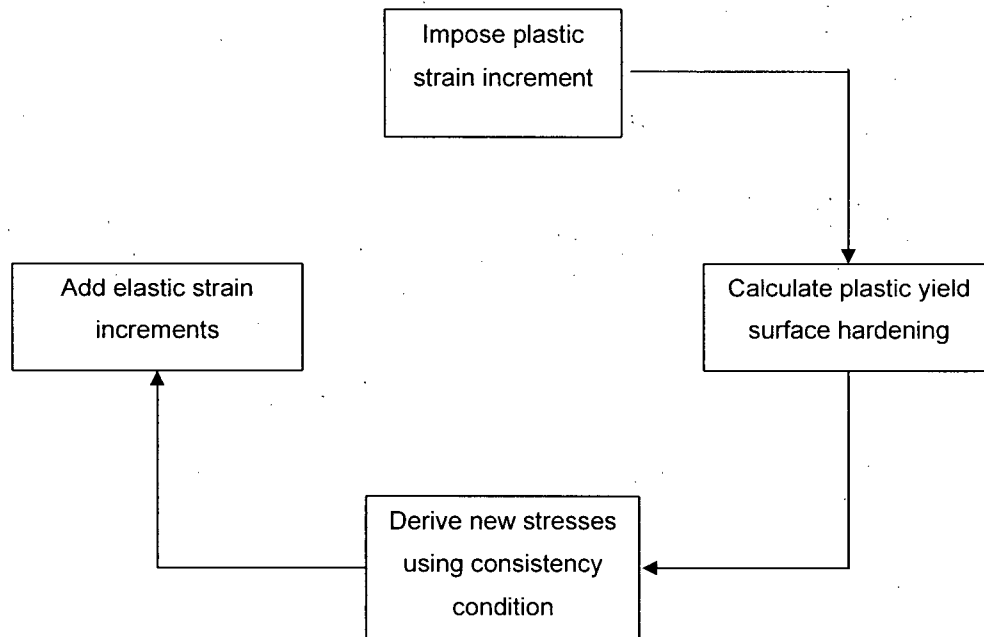 Impose plastic
strain increment
Add elastic strain
increments
Calculate plastic yield
surface hardening
Derive new stresses
using consistency
condition